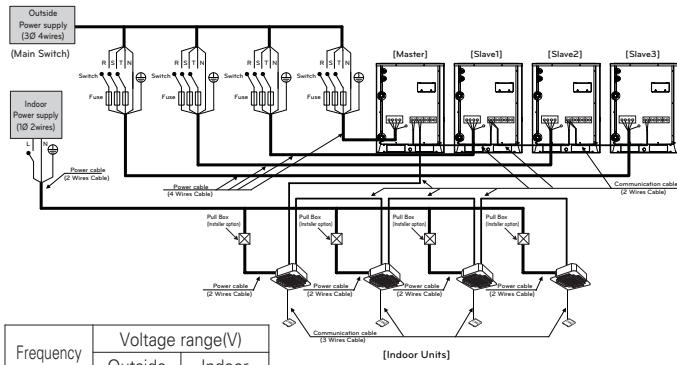 Outside
Power supply
(3Ø 4wires)
(Main Switch)
R S T N
R S T N
R S T N
R S T N
Switch
Switch
Switch
Switch
Fuse
Fuse
Fuse
Fuse
[Master]
[Slave1]
[Slave2]
[Slave3]
Indoor
Power supply
(1Ø 2wires)
L N
Power cable
(2 Wires Cable)
Power cable
(4 Wires Cable)
Communication cable
(2 Wires Cable)
Pull Box
(Installer option)
Pull Box
(Installer option)
Pull Box
(Installer option)
Pull Box
(Installer option)
Power cable
(2 Wires Cable)
Power cable
(2 Wires Cable)
Power cable
(2 Wires Cable)
Power cable
(2 Wires Cable)
Communication cable
(3 Wires Cable)
[Indoor Units]
Frequency
Voltage range(V)
Outside Indoor